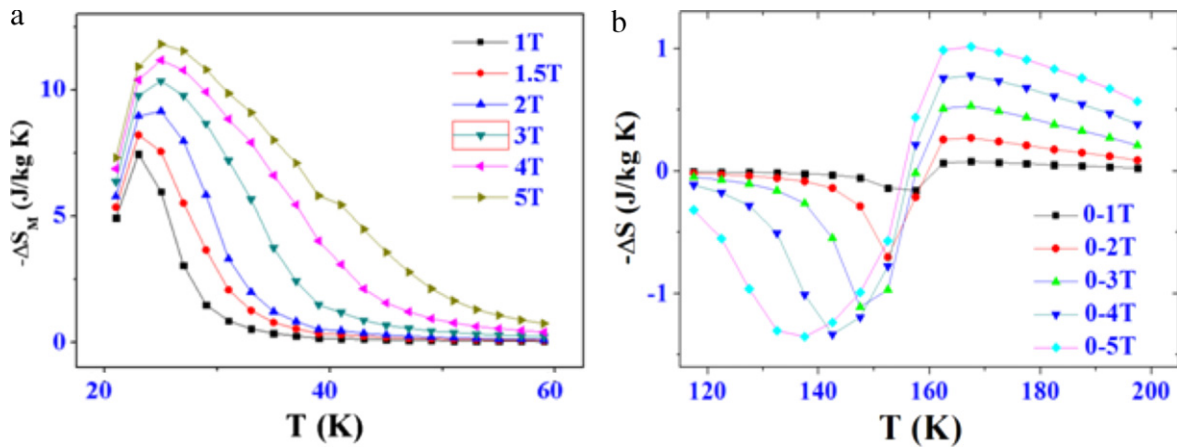 a
-ΔS_M (J/kg K)
10
5
0
20
40
60
T (K)
1T
1.5T
2T
3T
4T
5T
b
-ΔS (J/kg K)
1
0
-1
120
140
160
180
200
T (K)
0-1T
0-2T
0-3T
0-4T
0-5T